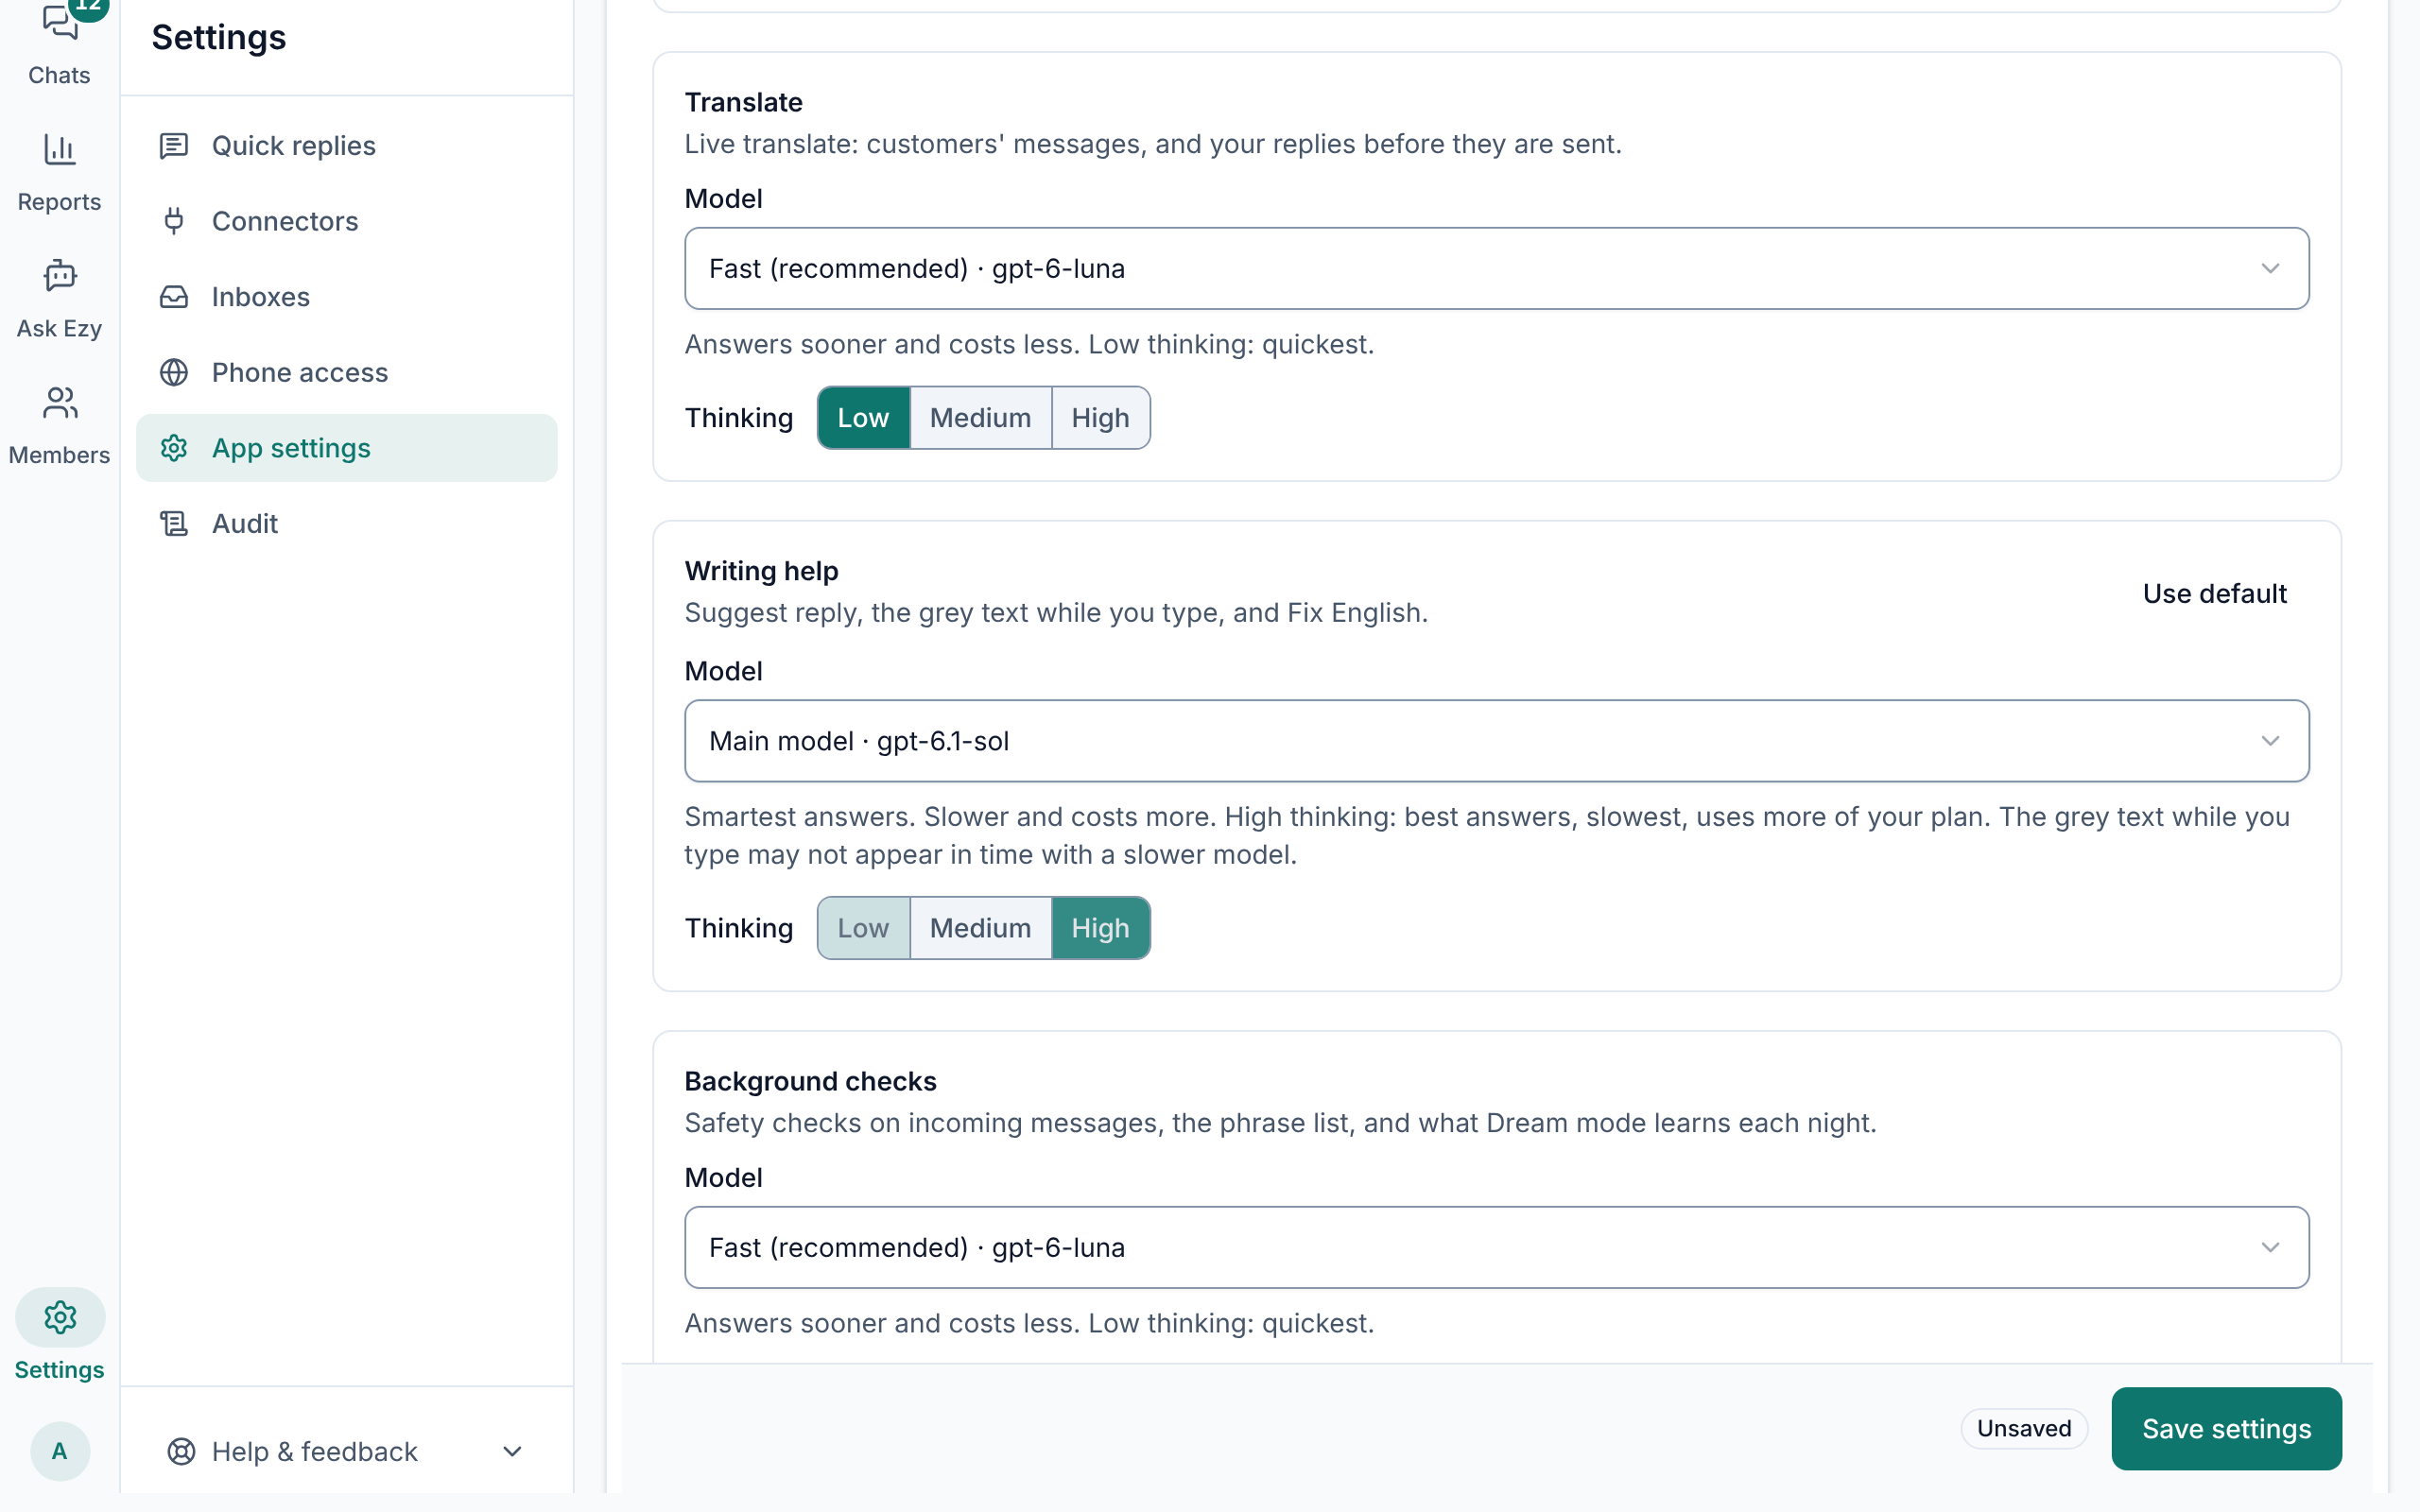 12
Chats
Reports
Ask Ezy
Members
Settings
A
Settings
Quick replies
Connectors
Inboxes
Phone access
App settings
Audit
Help & feedback
Translate
Live translate: customers' messages, and your replies before they are sent.
Model
Fast (recommended) · gpt-6-luna
Answers sooner and costs less. Low thinking: quickest.
Thinking Low Medium High
Writing help
Suggest reply, the grey text while you type, and Fix English.
Use default
Model
Main model · gpt-6.1-sol
Smartest answers. Slower and costs more. High thinking: best answers, slowest, uses more of your plan. The grey text while you
type may not appear in time with a slower model.
Thinking Low Medium High
Background checks
Safety checks on incoming messages, the phrase list, and what Dream mode learns each night.
Model
Fast (recommended) · gpt-6-luna
Answers sooner and costs less. Low thinking: quickest.
Unsaved
Save settings